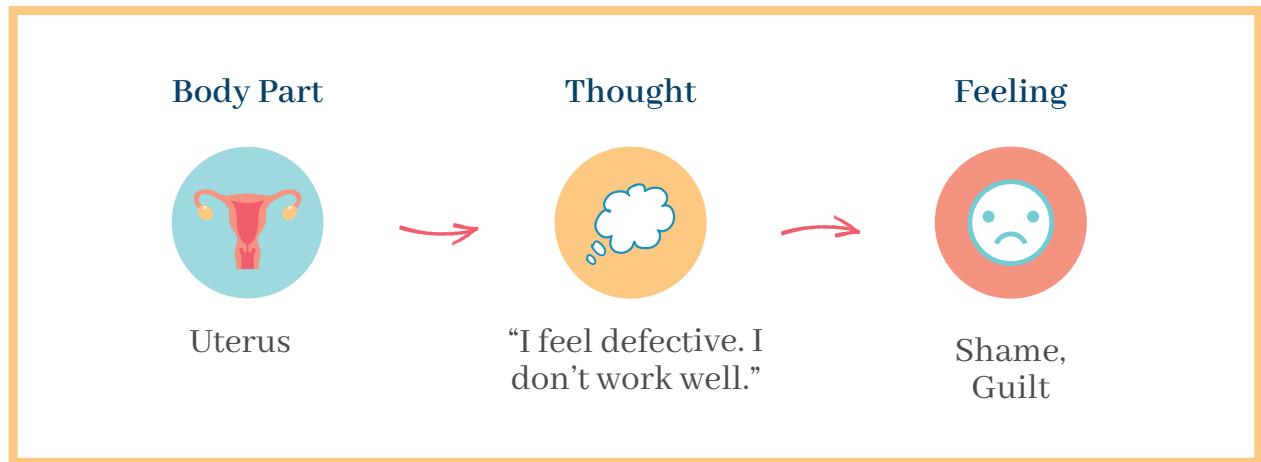 Body Part
Thought
Feeling
Uterus
“I feel defective. I
don’t work well.”
Shame,
Guilt